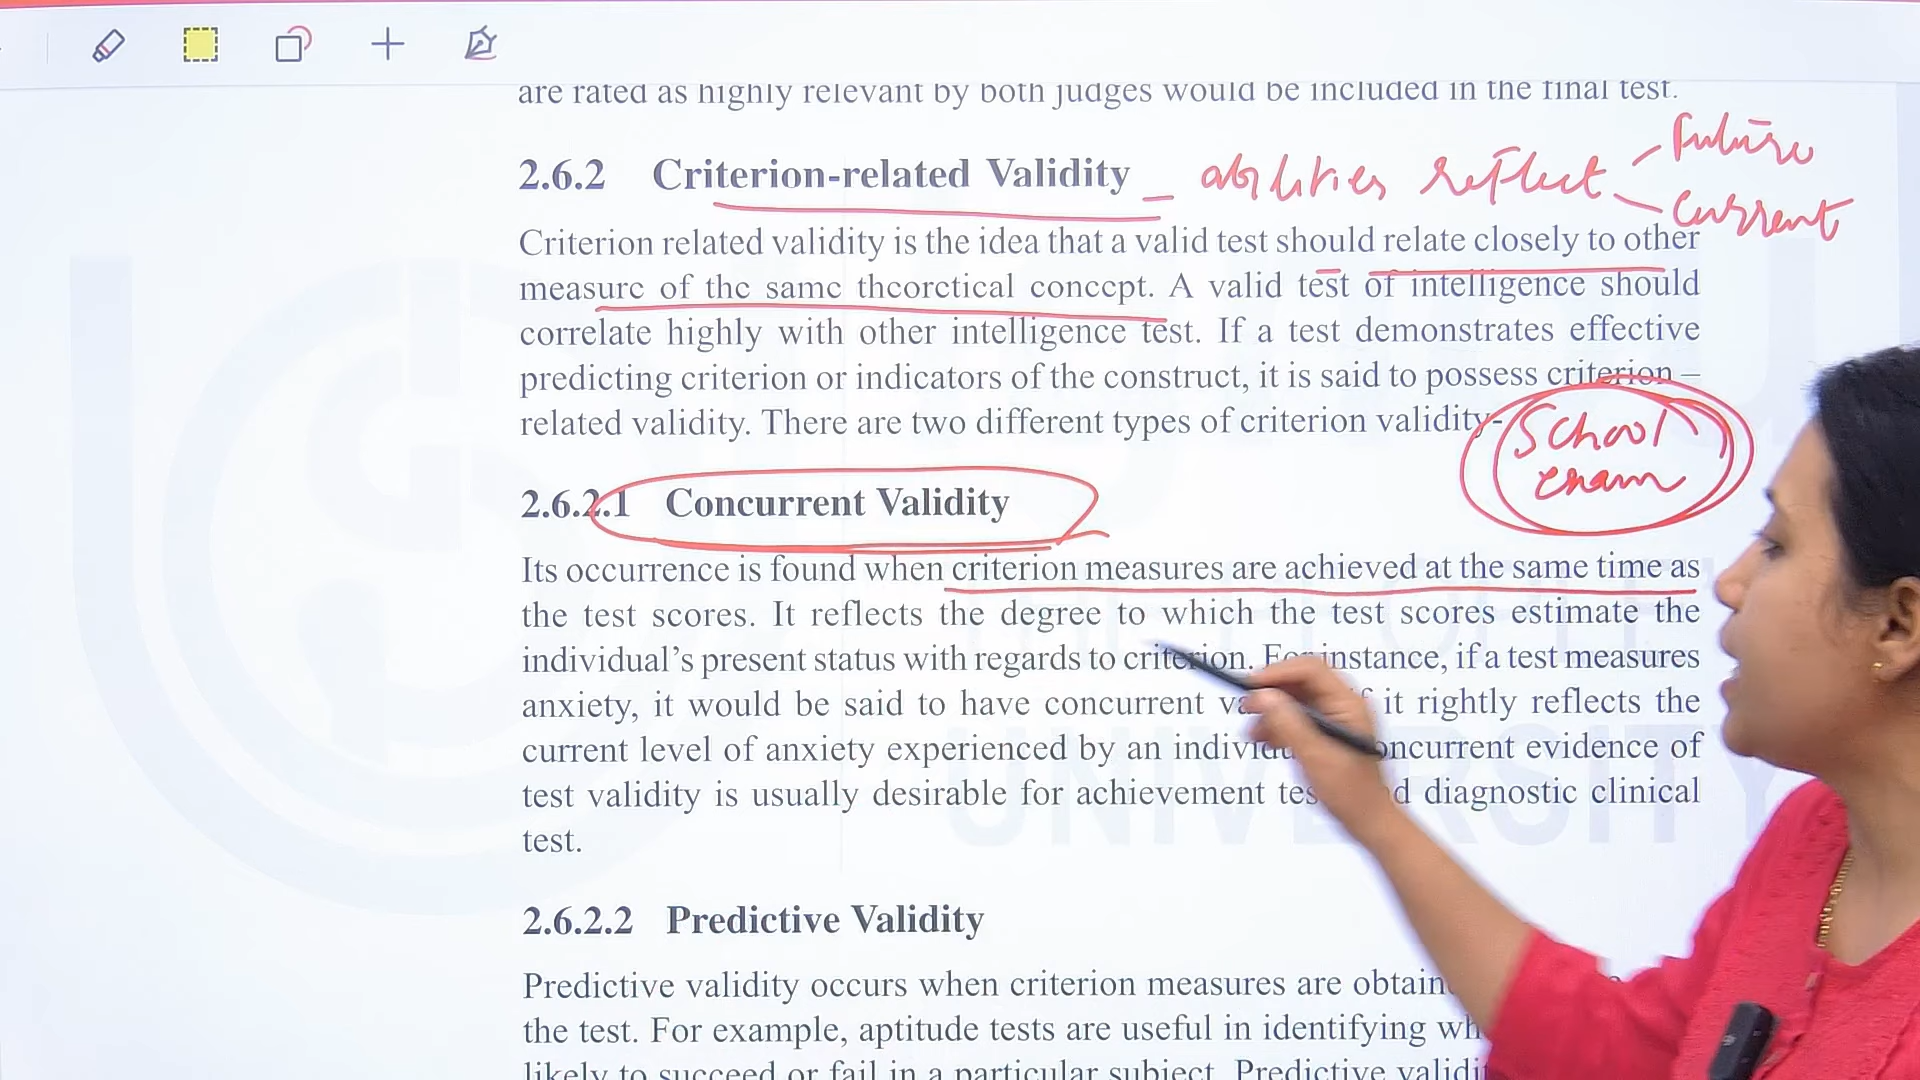 are rated as highly relevant by both judges would be included in the final test.
2.6.2 Criterion-related Validity – abilities reflect
future
current
Criterion related validity is the idea that a valid test should relate closely to other
measure of the same theoretical concept. A valid test of intelligence should
correlate highly with other intelligence test. If a test demonstrates effective
predicting criterion or indicators of the construct, it is said to possess criterion –
related validity. There are two different types of criterion validity-
School
exam
2.6.2.1 Concurrent Validity
Its occurrence is found when criterion measures are achieved at the same time as
the test scores. It reflects the degree to which the test scores estimate the
individual's present status with regards to criterion. For instance, if a test measures
anxiety, it would be said to have concurrent it rightly reflects the
current level of anxiety experienced by an concurrent evidence of
test validity is usually desirable for achievement diagnostic clinical
test.
2.6.2.2 Predictive Validity
Predictive validity occurs when criterion measures are
the test. For example, aptitude tests are useful in identifying
likely to succeed or fail in a particular subject. Predictive
UNIVERSITY